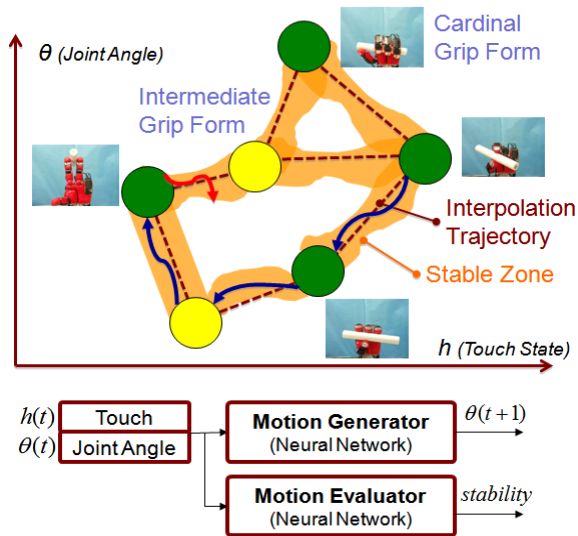 Cardinal
Grip Form
θ (Joint Angle)
Intermediate
Grip Form
Interpolation
Trajectory
Stable Zone
h (Touch State)
h(t) Touch
θ(t) Joint Angle
Motion Generator
(Neural Network)
θ(t+1)
Motion Evaluator
(Neural Network)
stability